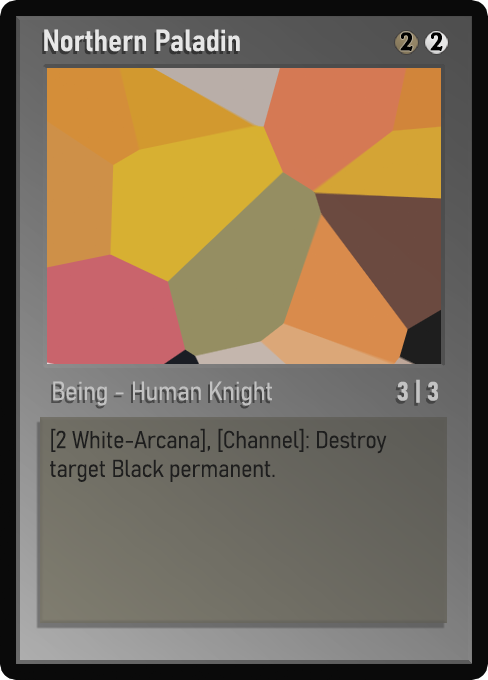 Northern Paladin 2 2
Being - Human Knight 3|3
[2 White-Arcana], [Channel]: Destroy
target Black permanent.